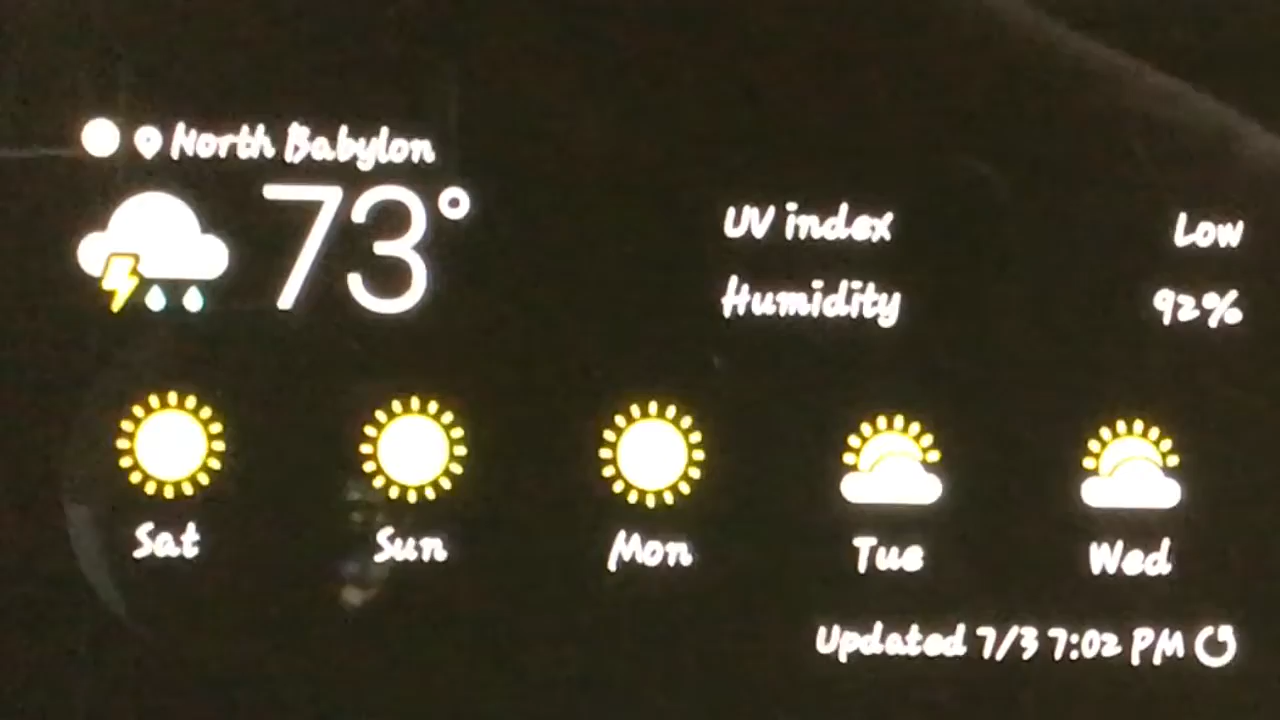 North Babylon
73°
UV index Low
Humidity 92%
Sat Sun Mon Tue Wed
Updated 7/3 7:02 PM